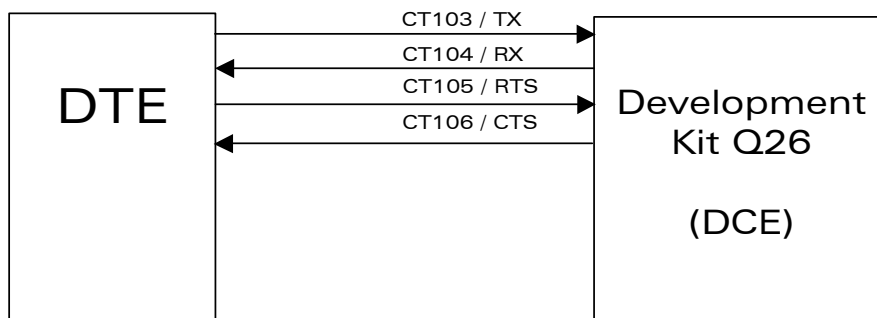 CT103 / TX
CT104 / RX
CT105 / RTS
CT106 / CTS
DTE
Development
Kit Q26
(DCE)